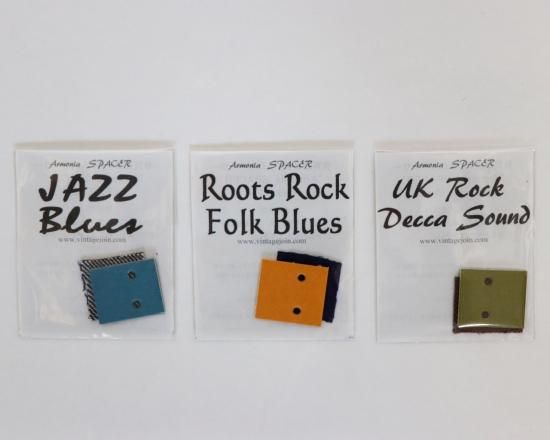 Armonia SPACER
JAZZ
Blues
www.vintagejoin.com
Armonia SPACER
Roots Rock
Folk Blues
www.vintagejoin.com
Armonia SPACER
UK Rock
Decca Sound
www.vintagejoin.com